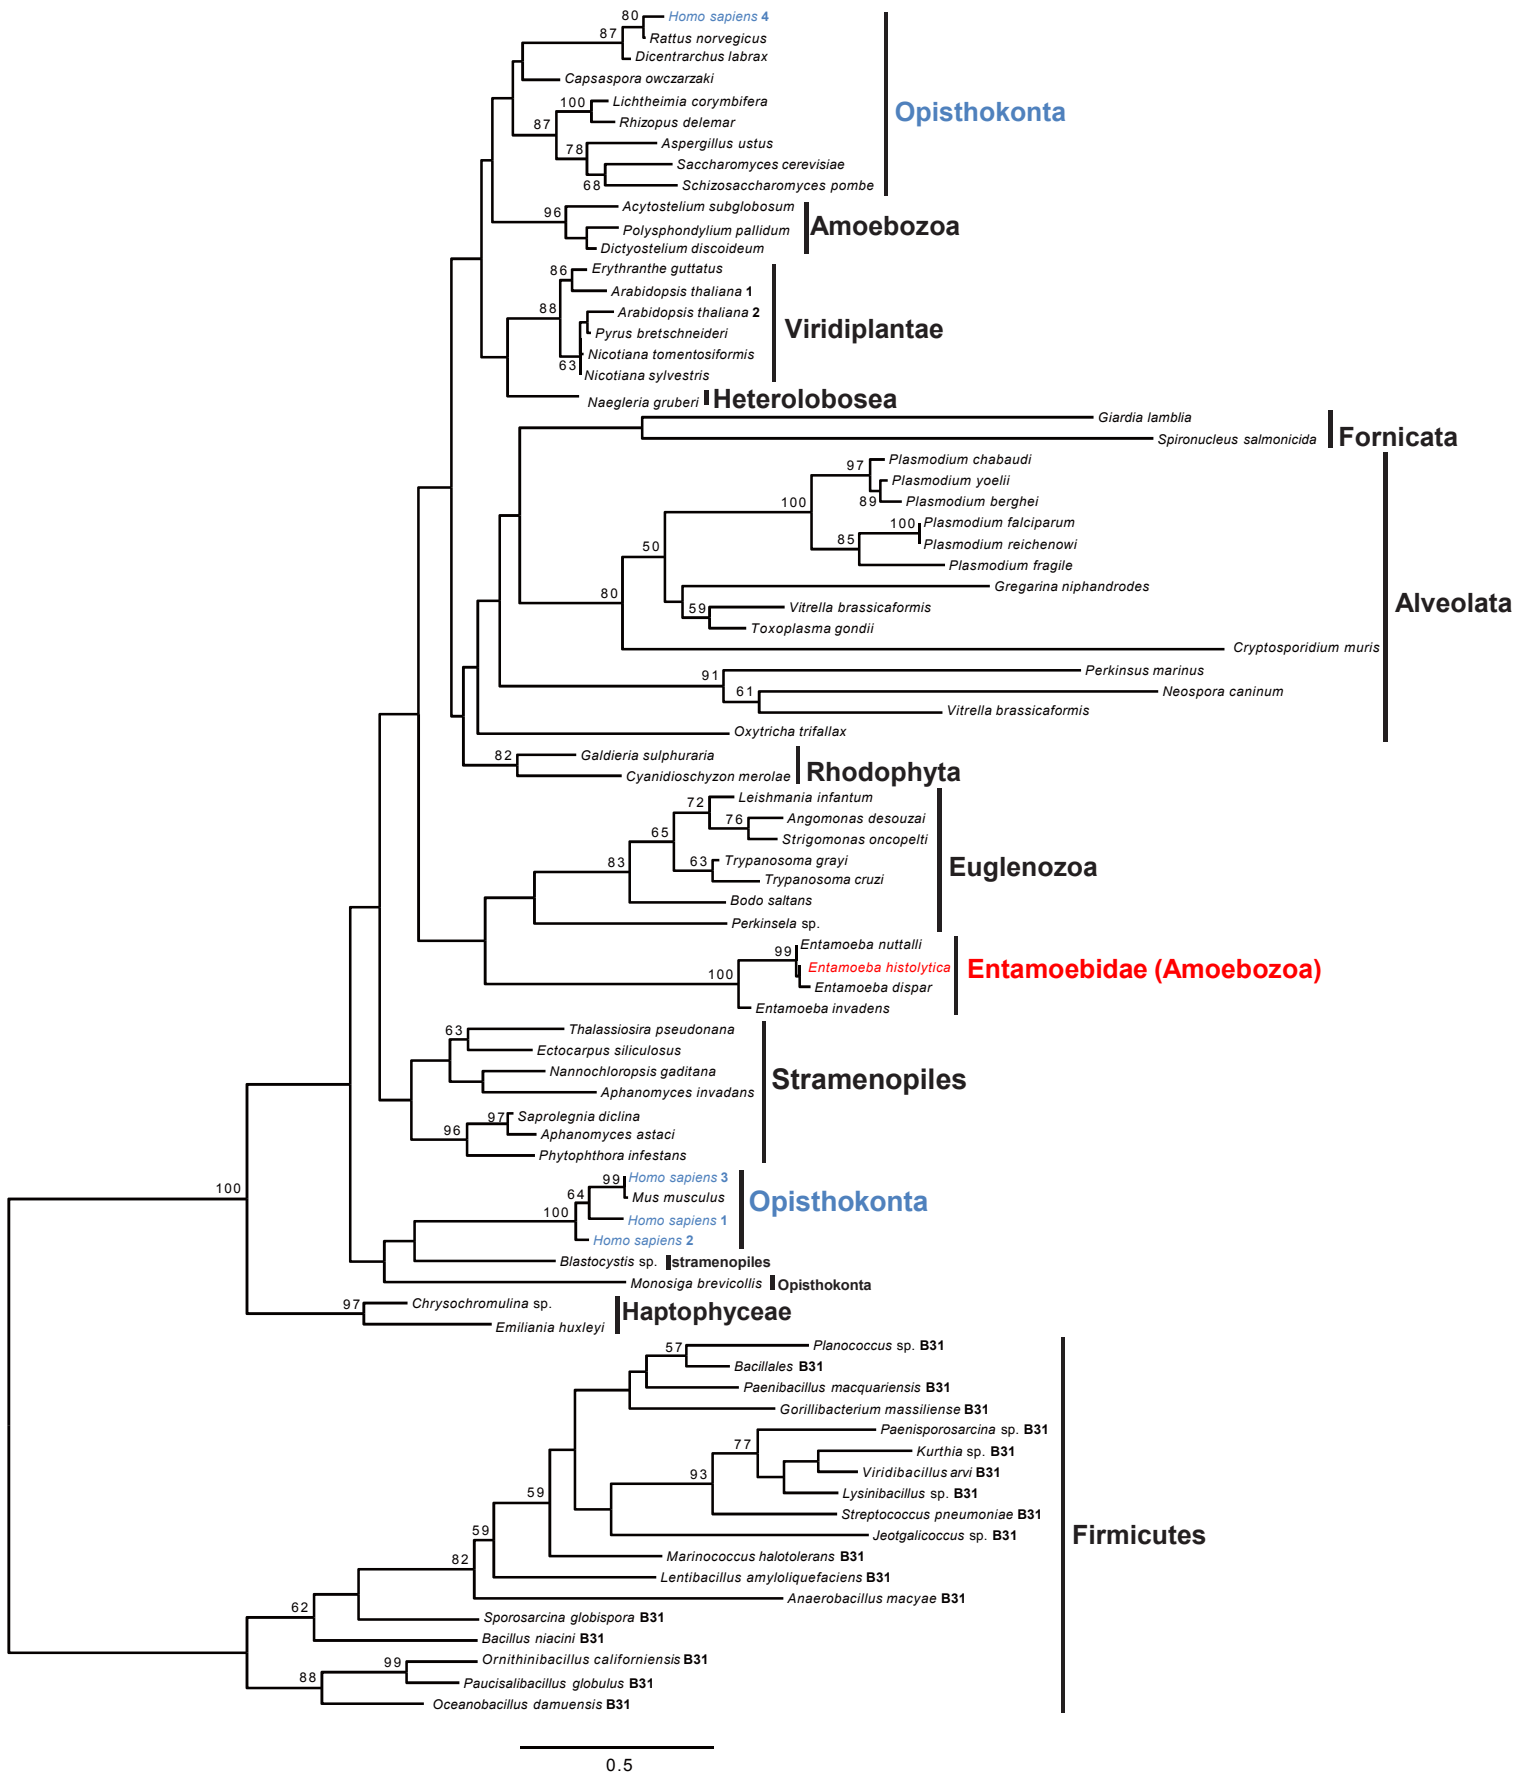 80
Homo sapiens 4
87
Rattus norvegicus
Dicentrarchus labrax
Capsaspora owczarzaki
100
Lichtheimia corymbifera
Opisthokonta
87
Rhizopus delemar
78
Aspergillus ustus
Saccharomyces cerevisiae
68
Schizosaccharomyces pombe
96
Acytostelium subglobosum
Amoebozoa
Polysphondylium pallidum
Dictyostelium discoideum
86
Erythranthe guttatus
Arabidopsis thaliana 1
88
Arabidopsis thaliana 2
Viridiplantae
Pyrus bretschneideri
Nicotiana tomentosiformis
63
Nicotiana sylvestris
Naegleria gruberi
Heterolobosea
Giardia lamblia
Spironucleus salmonicida
Fornicata
97
Plasmodium chabaudi
Plasmodium yoelii
89
Plasmodium berghei
100
100
Plasmodium falciparum
85
Plasmodium reichenowi
50
Plasmodium fragile
Gregarina niphandrodes
80
59
Vitrella brassicaformis
Alveolata
Toxoplasma gondii
Cryptosporidium muris
91
Perkinsus marinus
61
Neospora caninum
Vitrella brassicaformis
Oxytricha trifallax
82
Galdieria sulphuraria
Cyanidioschyzon merolae
Rhodophyta
72
Leishmania infantum
76
Angomonas desouzai
65
Strigomonas oncopelti
83
63
Trypanosoma grayi
Euglenozoa
Trypanosoma cruzi
Bodo saltans
Perkinsela sp.
99
Entamoeba nuttalli
100
Entamoeba histolytica
Entamoebidae (Amoebozoa)
Entamoeba dispar
Entamoeba invadens
63
Thalassiosira pseudonana
Ectocarpus siliculosus
Nannochloropsis gaditana
Stramenopiles
Aphanomyces invadans
97
Saprolegnia diclina
96
Aphanomyces astaci
Phytophthora infestans
100
99
Homo sapiens 3
64
Mus musculus
Opisthokonta
100
Homo sapiens 1
Homo sapiens 2
Blastocystis sp.
stramenopiles
Monosiga brevicollis
Opisthokonta
97
Chrysochromulina sp.
Haptophyceae
Emiliania huxleyi
57
Planococcus sp. B31
Bacillales B31
Paenibacillus macquariensis B31
Gorillibacterium massiliense B31
Paenisporosarcina sp. B31
77
Kurthia sp. B31
93
Viridibacillus arvi B31
59
Lysinibacillus sp. B31
Streptococcus pneumoniae B31
59
Jeotgalicoccus sp. B31
Firmicutes
82
Marinococcus halotolerans B31
Lentibacillus amyloliquefaciens B31
Anaerobacillus macyae B31
62
Sporosarcina globispora B31
Bacillus niacini B31
99
Ornithinibacillus californiensis B31
88
Paucisalibacillus globulus B31
Oceanobacillus damuensis B31
0.5